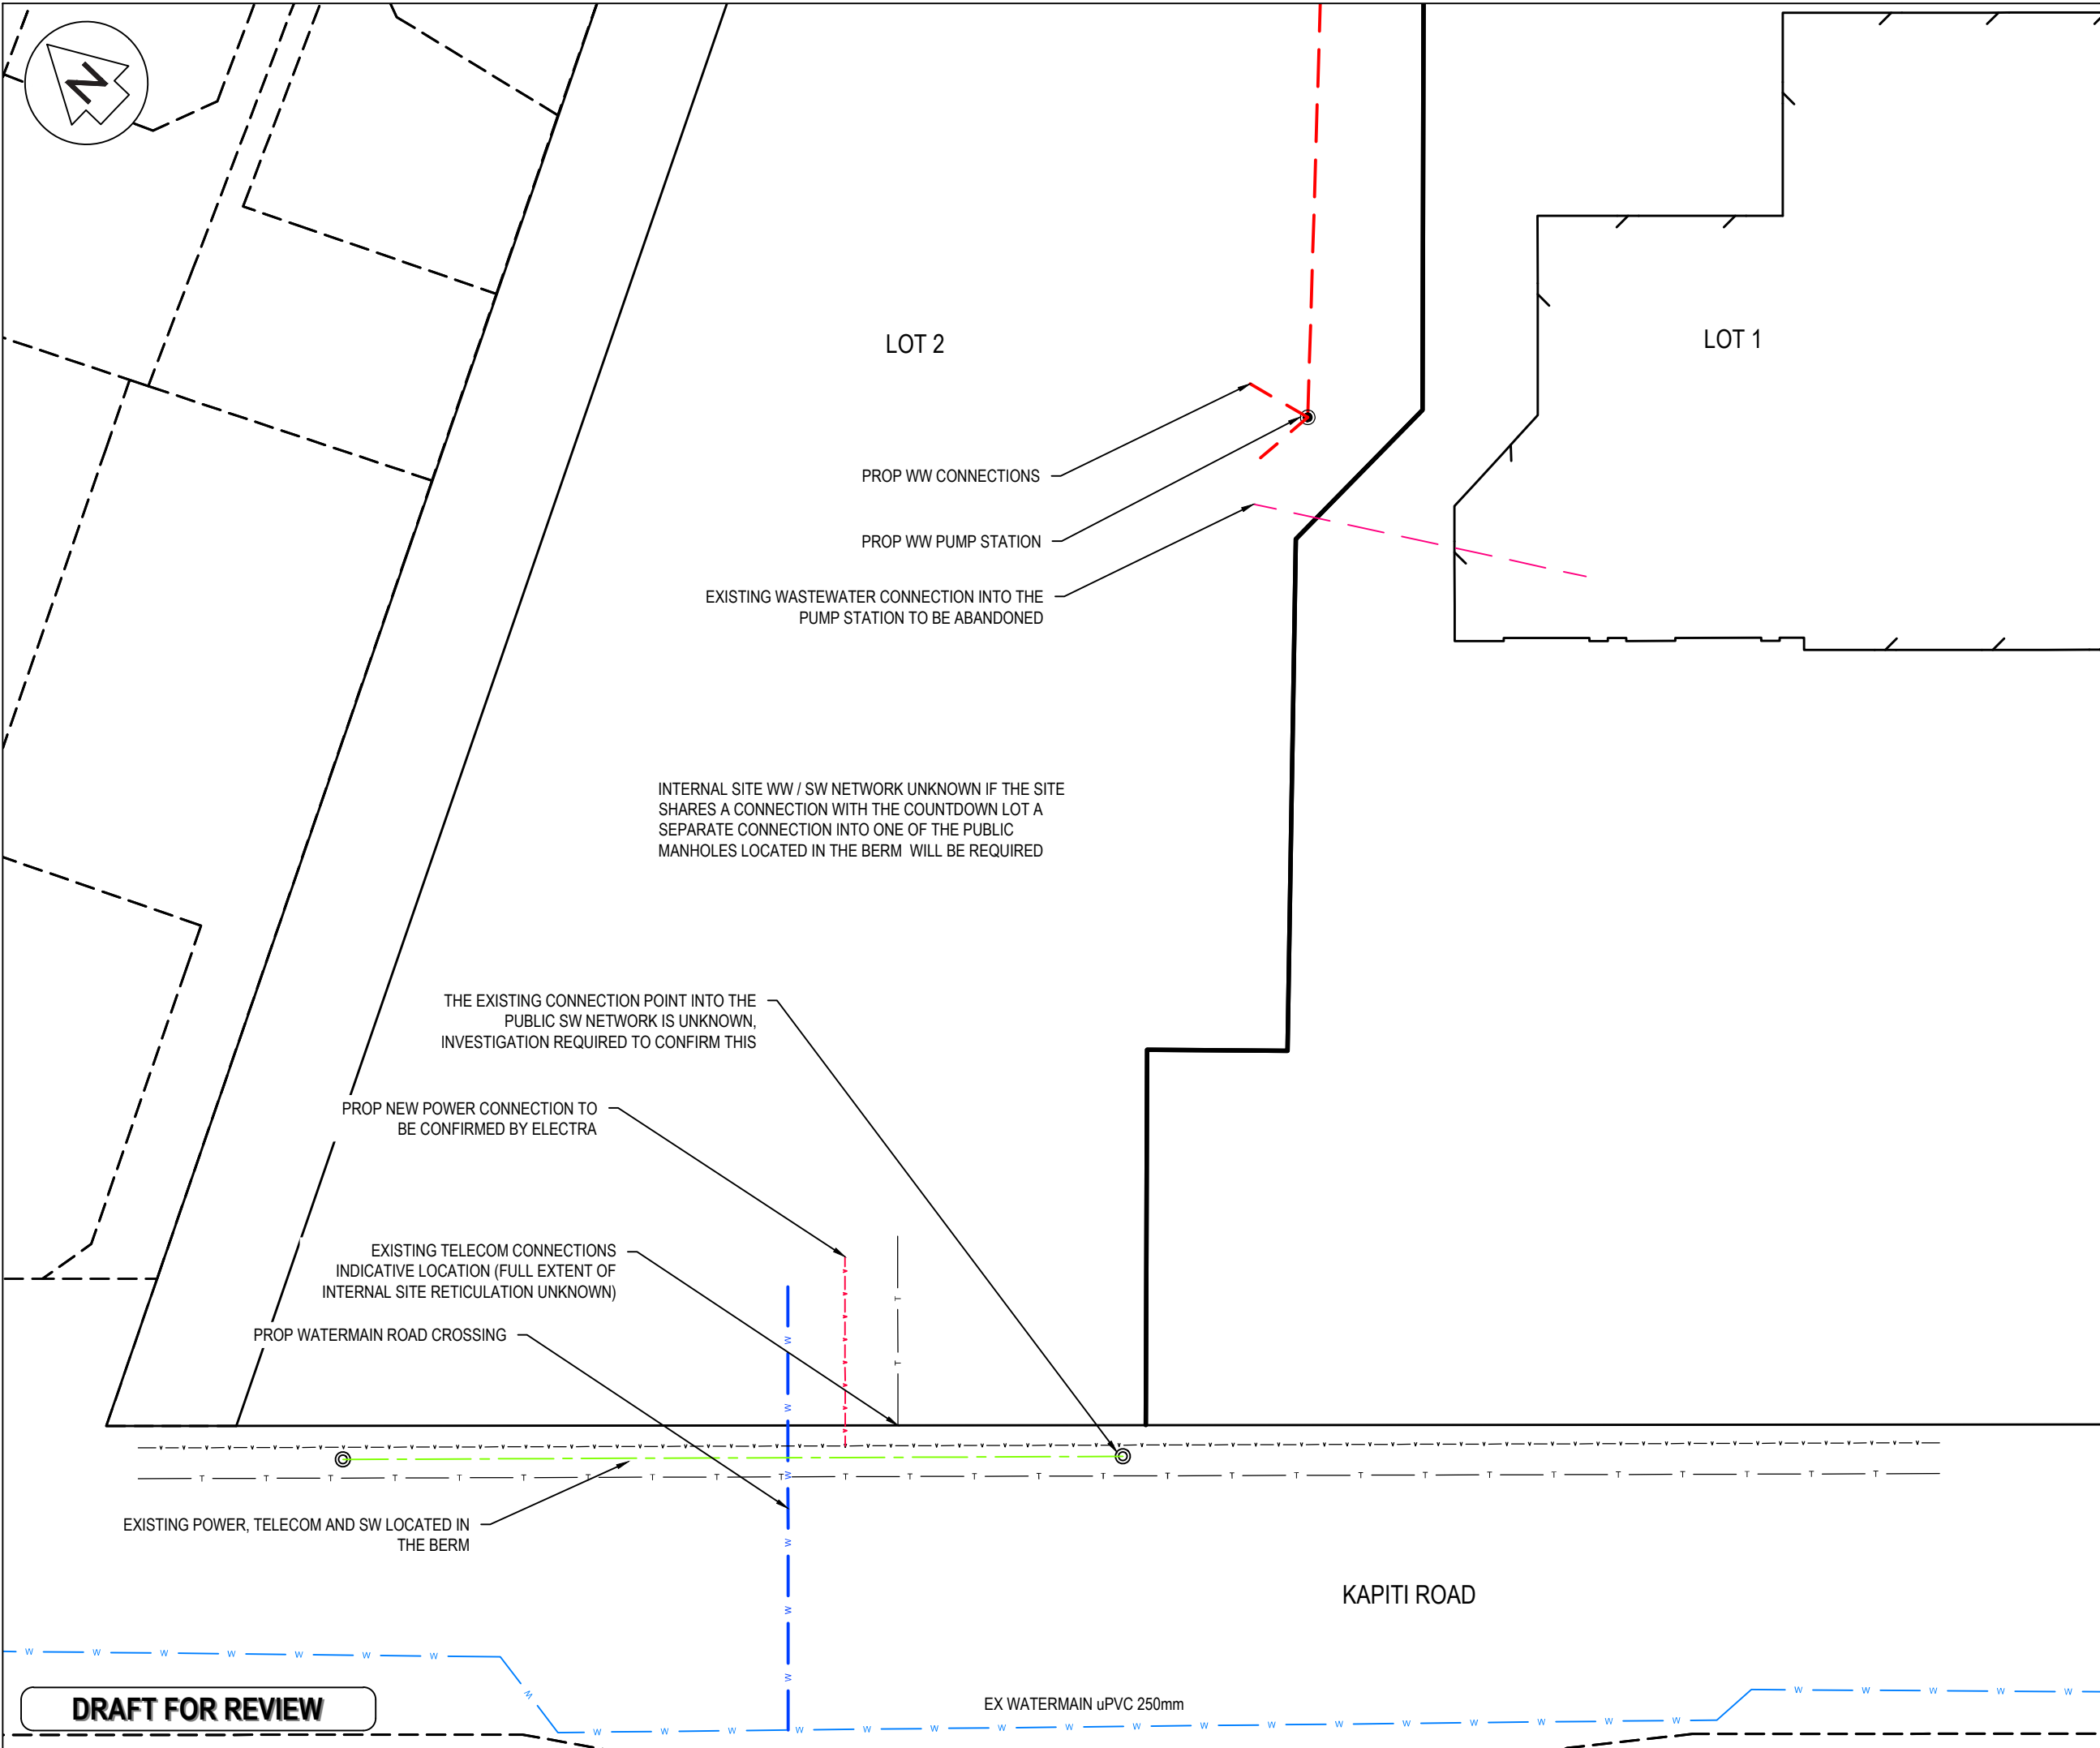 N
LOT 2
LOT 1
PROP WW CONNECTIONS
PROP WW PUMP STATION
EXISTING WASTEWATER CONNECTION INTO THE
PUMP STATION TO BE ABANDONED
INTERNAL SITE WW / SW NETWORK UNKNOWN IF THE SITE
SHARES A CONNECTION WITH THE COUNTDOWN LOT A
SEPARATE CONNECTION INTO ONE OF THE PUBLIC
MANHOLES LOCATED IN THE BERM WILL BE REQUIRED
THE EXISTING CONNECTION POINT INTO THE
PUBLIC SW NETWORK IS UNKNOWN,
INVESTIGATION REQUIRED TO CONFIRM THIS
PROP NEW POWER CONNECTION TO
BE CONFIRMED BY ELECTRA
EXISTING TELECOM CONNECTIONS
INDICATIVE LOCATION (FULL EXTENT OF
INTERNAL SITE RETICULATION UNKNOWN)
PROP WATERMAIN ROAD CROSSING
EXISTING POWER, TELECOM AND SW LOCATED IN
THE BERM
KAPITI ROAD
EX WATERMAIN uPVC 250mm
DRAFT FOR REVIEW